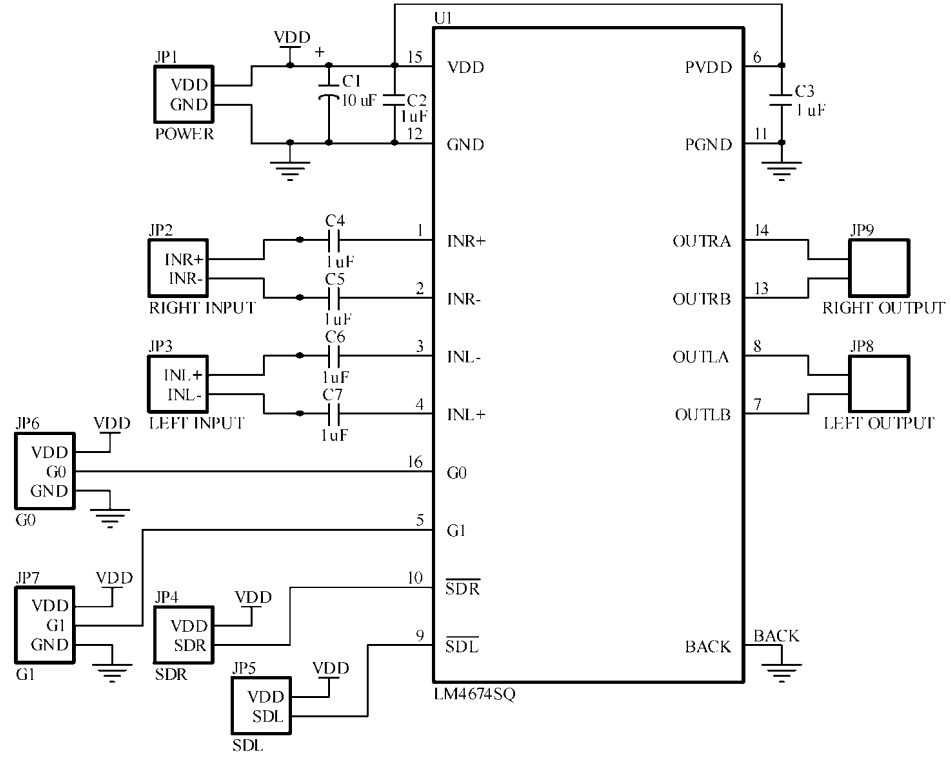 U1
VDD
JP1
VDD
GND
POWER
+
C1
10 uF
C2
1uF
15
VDD
12
GND
PVDD
6
C3
1 uF
PGND
11
JP2
INR+
INR-
RIGHT INPUT
C4
1uF
C5
1uF
1
INR+
2
INR-
OUTRA
14
OUTRB
13
JP9
RIGHT OUTPUT
JP3
INL+
INL-
LEFT INPUT
C6
1uF
C7
1uF
3
INL-
4
INL+
OUTLA
8
OUTLB
7
JP8
LEFT OUTPUT
JP6
VDD
VDD
G0
GND
G0
16
G0
5
G1
JP7
VDD
VDD
G1
GND
G1
JP4
VDD
VDD
SDR
SDR
10
SDR
JP5
VDD
VDD
SDL
SDL
9
SDL
BACK
BACK
LM4674SQ